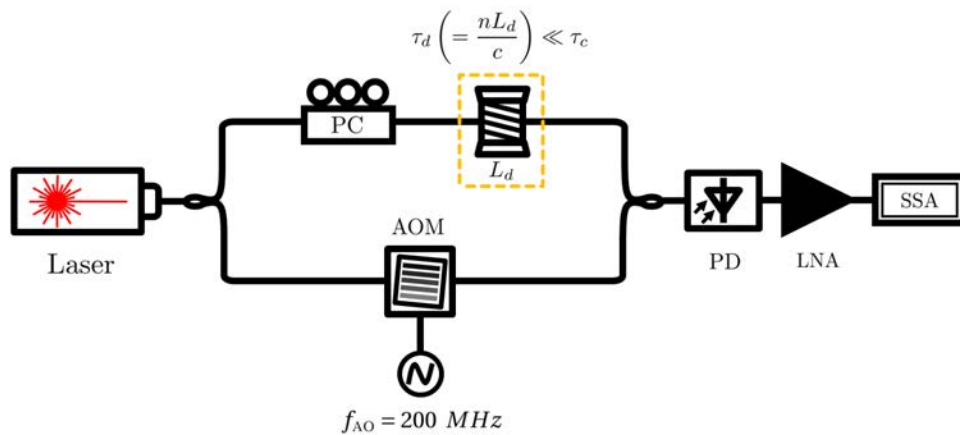 τ_d (= nL_d / c) ≪ τ_c
PC
L_d
Laser
AOM
PD
LNA
SSA
f_AO = 200 MHz